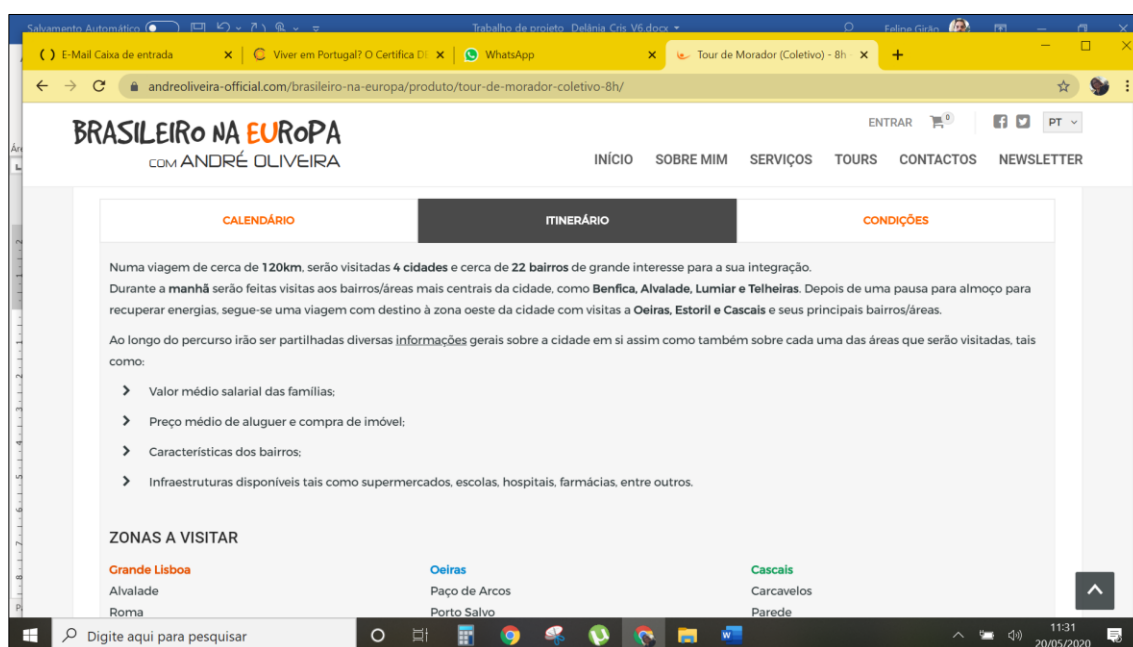 Salvamento Automático
Trabalho de projeto_Delânia_Cris_V6.docx
Felipe Girão
E-Mail Caixa de entrada
Viver em Portugal? O Certifica D
WhatsApp
Tour de Morador (Coletivo) - 8h
andreoliveira-official.com/brasileiro-na-europa/produto/tour-de-morador-coletivo-8h/
BRASILEIRO NA EUROPA
COM ANDRÉ OLIVEIRA
ENTRAR 0 PT
INÍCIO SOBRE MIM SERVIÇOS TOURS CONTACTOS NEWSLETTER
CALENDÁRIO ITINERÁRIO CONDIÇÕES
Numa viagem de cerca de 120km, serão visitadas 4 cidades e cerca de 22 bairros de grande interesse para a sua integração.
Durante a manhã serão feitas visitas aos bairros/áreas mais centrais da cidade, como Benfica, Alvalade, Lumiar e Telheiras. Depois de uma pausa para almoço para
recuperar energias, segue-se uma viagem com destino à zona oeste da cidade com visitas a Oeiras, Estoril e Cascais e seus principais bairros/áreas.
Ao longo do percurso irão ser partilhadas diversas informações gerais sobre a cidade em si assim como também sobre cada uma das áreas que serão visitadas, tais
como:
Valor médio salarial das famílias;
Preço médio de aluguer e compra de imóvel;
Características dos bairros;
Infraestruturas disponíveis tais como supermercados, escolas, hospitais, farmácias, entre outros.
ZONAS A VISITAR
Grande Lisboa Oeiras Cascais
Alvalade Paço de Arcos Carcavelos
Roma Porto Salvo Parede
Digite aqui para pesquisar
11:31
20/05/2020